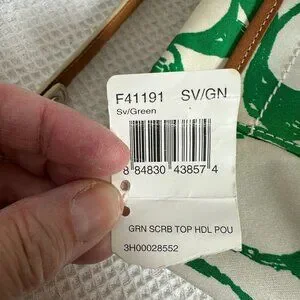 F41191 SV/GN
Sv/Green
8 84830 43857 4
GRN SCRB TOP HDL POU
3H00028552